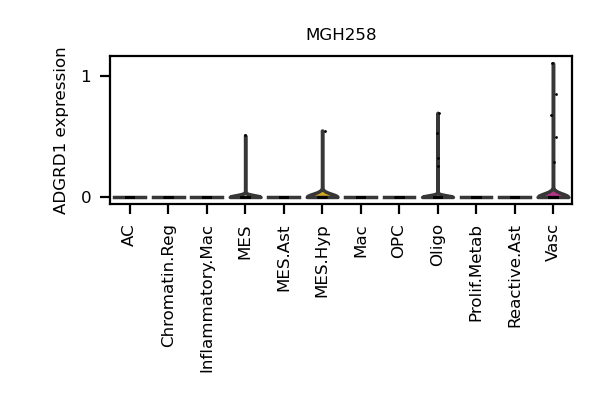 MGH258
ADGRD1 expression
1
0
AC
Chromatin.Reg
Inflammatory.Mac
MES
MES.Ast
MES.Hyp
Mac
OPC
Oligo
Prolif.Metab
Reactive.Ast
Vasc